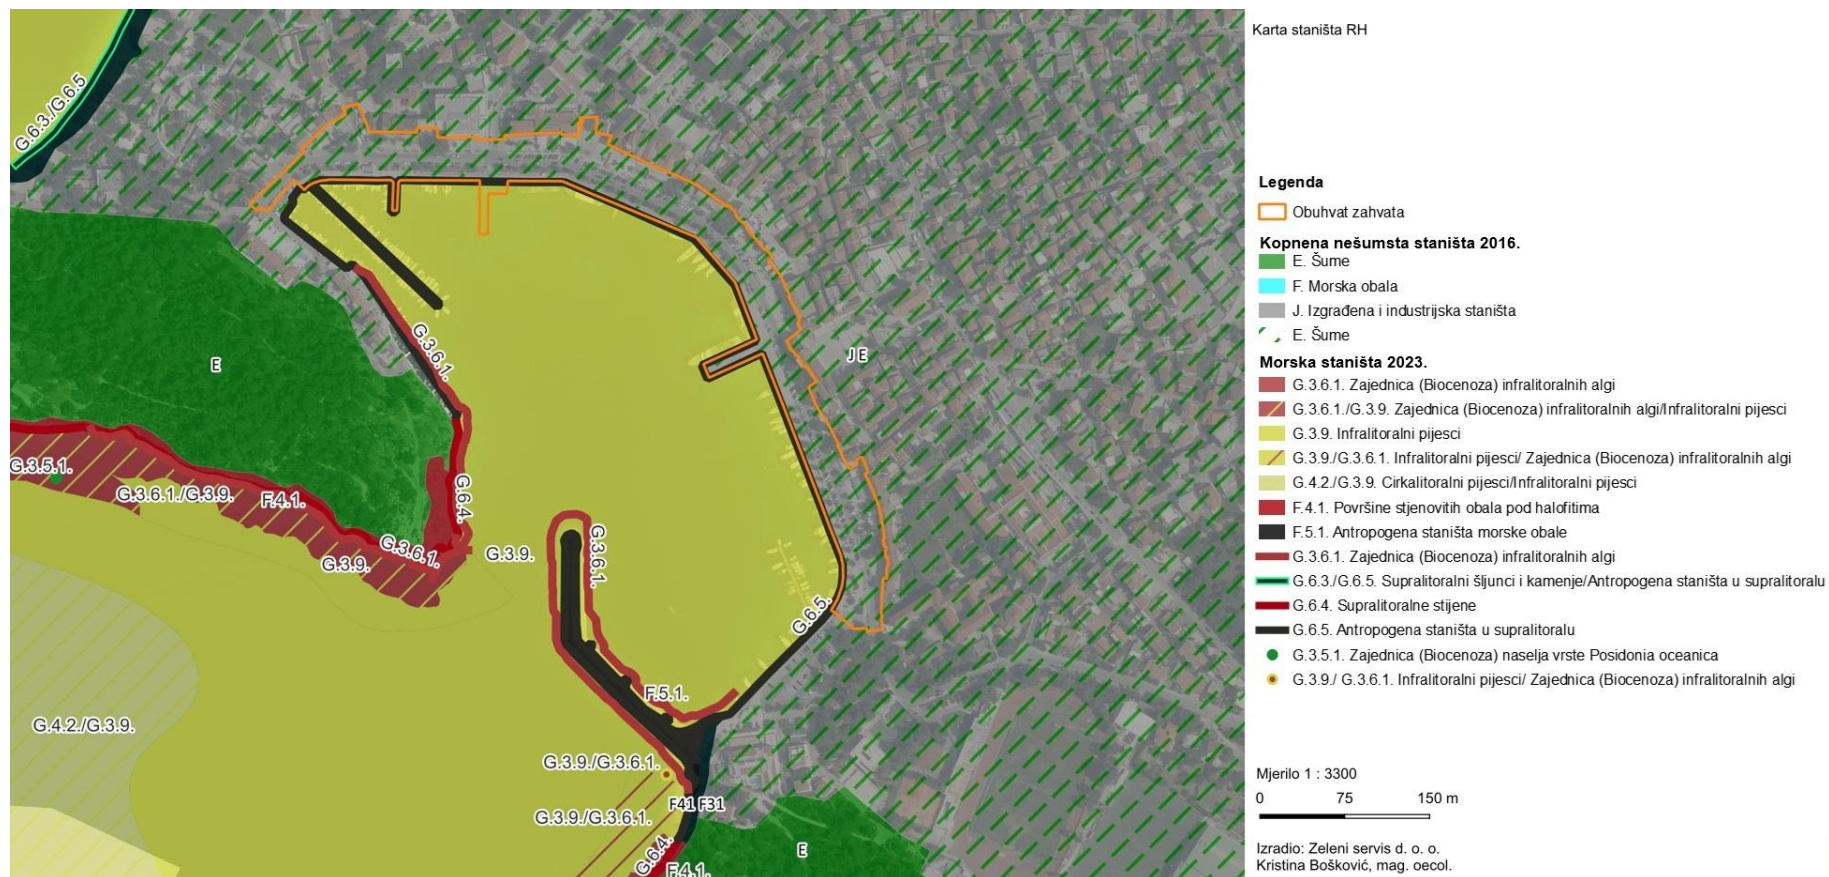 Karta staništa RH
Legenda
Obuhvat zahvata
Kopnena nešumsta staništa 2016.
E. Šume
F. Morska obala
J. Izgrađena i industrijska staništa
E. Šume
Morska staništa 2023.
G.3.6.1. Zajednica (Biocenoza) infralitoralnih algi
G.3.6.1./G.3.9. Zajednica (Biocenoza) infralitoralnih algi/Infralitoralni pijesci
G.3.9. Infralitoralni pijesci
G.3.9./G.3.6.1. Infralitoralni pijesci/ Zajednica (Biocenoza) infralitoralnih algi
G.4.2./G.3.9. Cirkalitoralni pijesci/Infralitoralni pijesci
F.4.1. Površine stjenovitih obala pod halofitima
F.5.1. Antropogena staništa morske obale
G.3.6.1. Zajednica (Biocenoza) infralitoralnih algi
G.6.3./G.6.5. Supralitoralni šljunci i kamenje/Antropogena staništa u supralitoralu
G.6.4. Supralitoralne stijene
G.6.5. Antropogena staništa u supralitoralu
G.3.5.1. Zajednica (Biocenoza) naselja vrste Posidonia oceanica
G.3.9./ G.3.6.1. Infralitoralni pijesci/ Zajednica (Biocenoza) infralitoralnih algi
Mjerilo 1 : 3300
0 75 150 m
Izradio: Zeleni servis d. o. o.
Kristina Bošković, mag. oecol.
G.6.3./G.6.5
G.3.6.1.
E
J E
G.3.5.1.
G.3.6.1./G.3.9.
F.4.1.
G.6.4.
G.3.6.1.
G.3.9.
G.3.9.
G.3.6.1.
G.6.5.
F.5.1.
G.4.2./G.3.9.
G.3.9./G.3.6.1.
F41 F31
G.3.9./G.3.6.1.
G.6.4.
E
F.4.1.